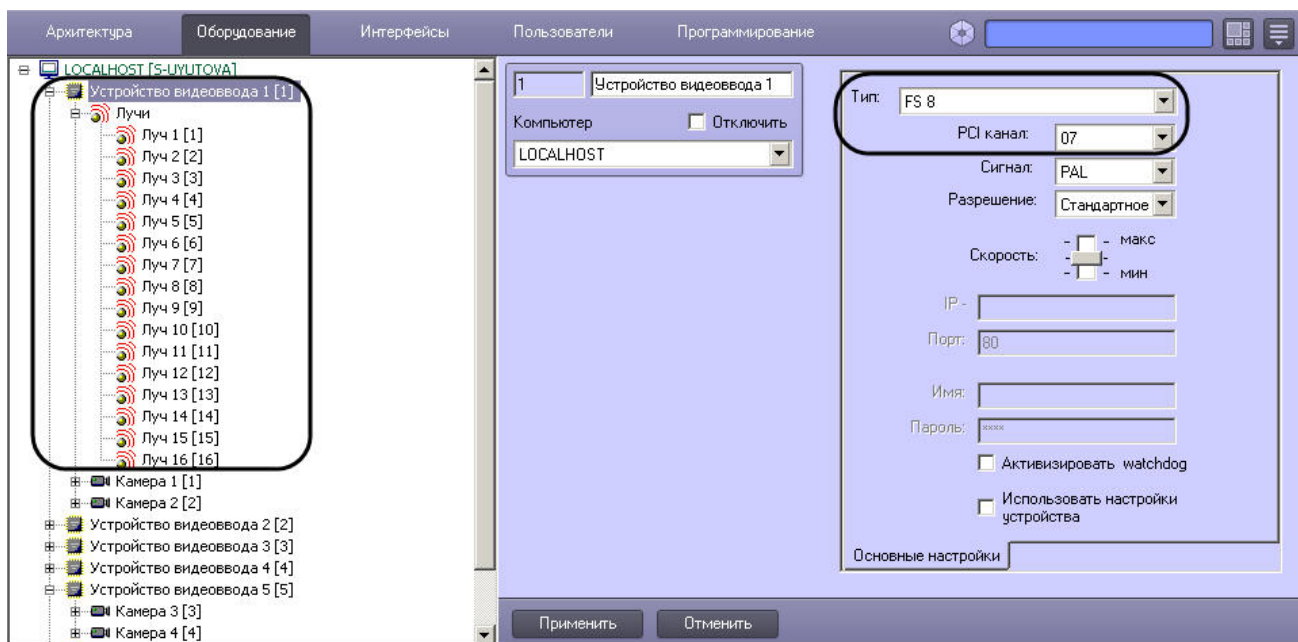 Архитектура Оборудование Интерфейсы Пользователи Программирование
LOCALHOST [S-UYUTOVA]
Устройство видеоввода 1 [1]
Лучи
Луч 1 [1]
Луч 2 [2]
Луч 3 [3]
Луч 4 [4]
Луч 5 [5]
Луч 6 [6]
Луч 7 [7]
Луч 8 [8]
Луч 9 [9]
Луч 10 [10]
Луч 11 [11]
Луч 12 [12]
Луч 13 [13]
Луч 14 [14]
Луч 15 [15]
Луч 16 [16]
Камера 1 [1]
Камера 2 [2]
Устройство видеоввода 2 [2]
Устройство видеоввода 3 [3]
Устройство видеоввода 4 [4]
Устройство видеоввода 5 [5]
Камера 3 [3]
Камера 4 [4]
1 Устройство видеоввода 1
Компьютер Отключить
LOCALHOST
Тип: FS 8
PCI канал: 07
Сигнал: PAL
Разрешение: Стандартное
- - макс
Скорость: - -
- - мин
IP -
Порт: 80
Имя:
Пароль: ****
Активизировать watchdog
Использовать настройки
устройства
Основные настройки
Применить Отменить